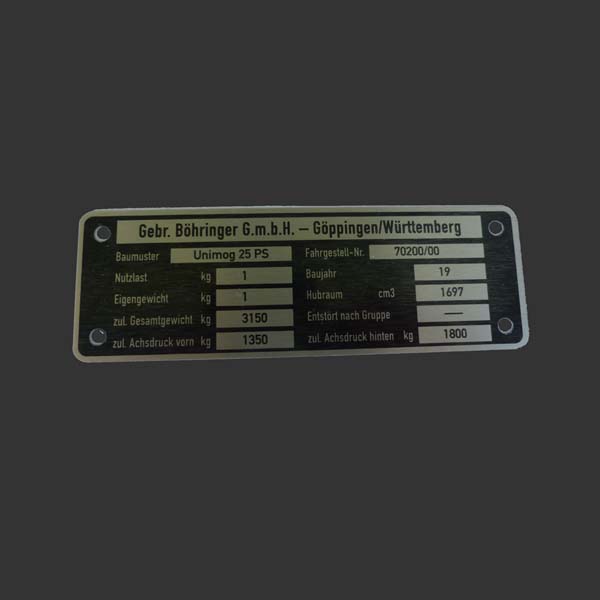 Gebr. Böhringer G.m.b.H. – Göppingen/Württemberg
Baumuster Unimog 25 PS Fahrgestell-Nr. 70200/00
Nutzlast kg 1 Baujahr 19
Eigengewicht kg 1 Hubraum cm3 1697
zul. Gesamtgewicht kg 3150 Entstört nach Gruppe —
zul. Achsdruck vorn kg 1350 zul. Achsdruck hinten kg 1800